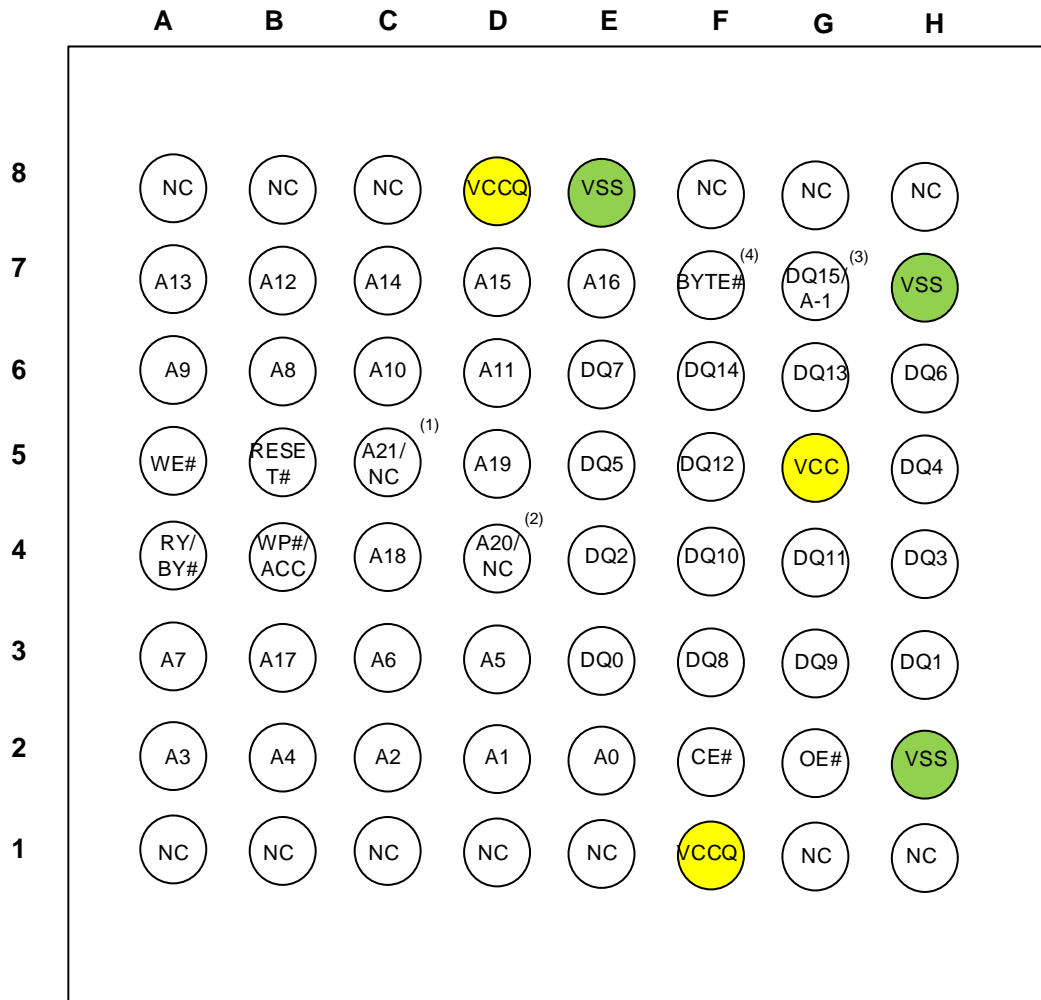 A B C D E F G H
8 NC NC NC VCCQ VSS NC NC NC
7 A13 A12 A14 A15 A16 BYTE# (4) DQ15/ A-1 (3) VSS
6 A9 A8 A10 A11 DQ7 DQ14 DQ13 DQ6
5 WE# RESE T# A21/ NC (1) A19 DQ5 DQ12 VCC DQ4
4 RY/ BY# WP#/ ACC A18 A20/ NC (2) DQ2 DQ10 DQ11 DQ3
3 A7 A17 A6 A5 DQ0 DQ8 DQ9 DQ1
2 A3 A4 A2 A1 A0 CE# OE# VSS
1 NC NC NC NC NC VCCQ NC NC